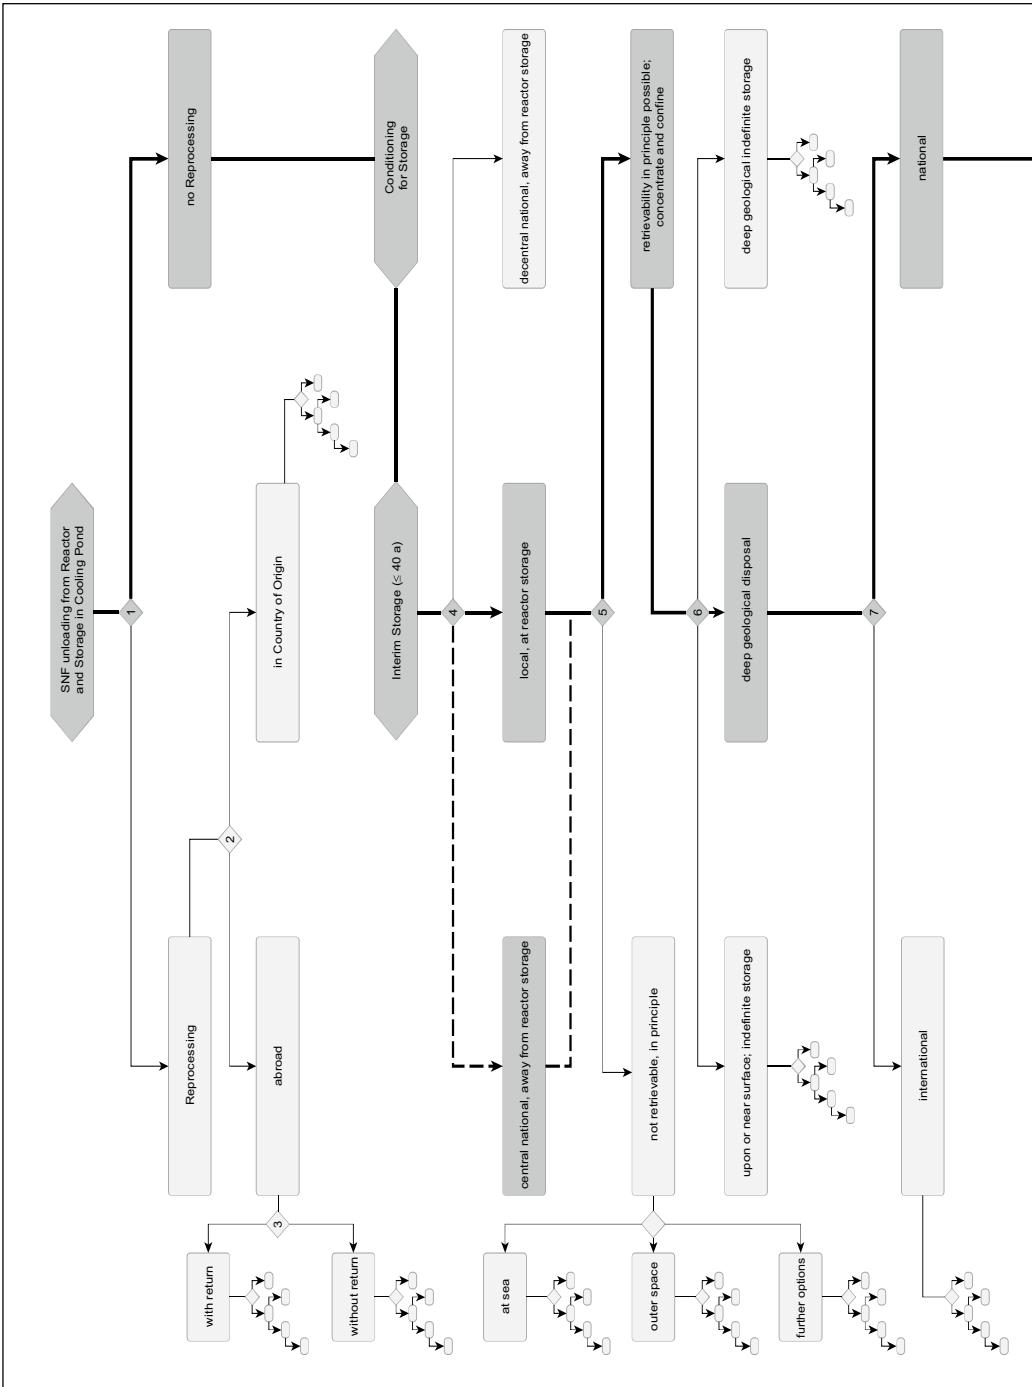 SNF unloading from Reactor
and Storage in Cooling Pond
1
Reprocessing
no Reprocessing
2
abroad
in Country of Origin
3
with return
without return
Conditioning
for Storage
Interim Storage (≤ 40 a)
4
central national, away from reactor storage
local, at reactor storage
decentral national, away from reactor storage
5
not retrievable, in principle
retrievability in principle possible;
concentrate and confine
at sea
outer space
further options
6
upon or near surface; indefinite storage
deep geological disposal
deep geological indefinite storage
7
international
national